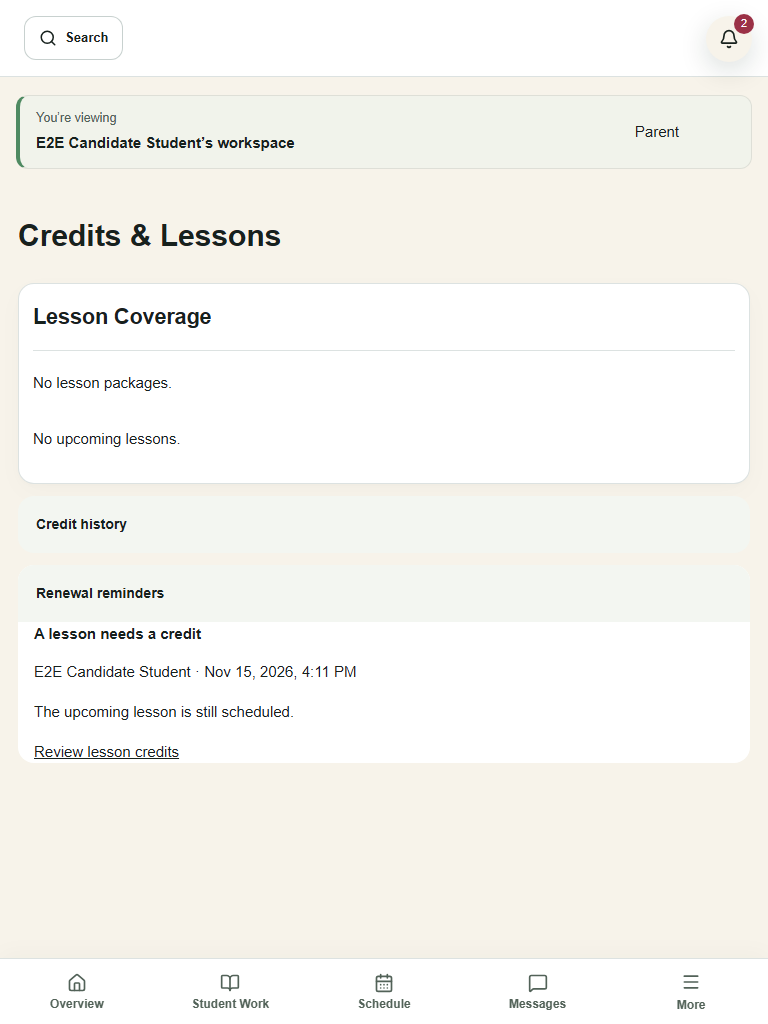 Search
2
You're viewing
E2E Candidate Student's workspace
Parent
Credits & Lessons
Lesson Coverage
No lesson packages.
No upcoming lessons.
Credit history
Renewal reminders
A lesson needs a credit
E2E Candidate Student · Nov 15, 2026, 4:11 PM
The upcoming lesson is still scheduled.
Review lesson credits
Overview
Student Work
Schedule
Messages
More